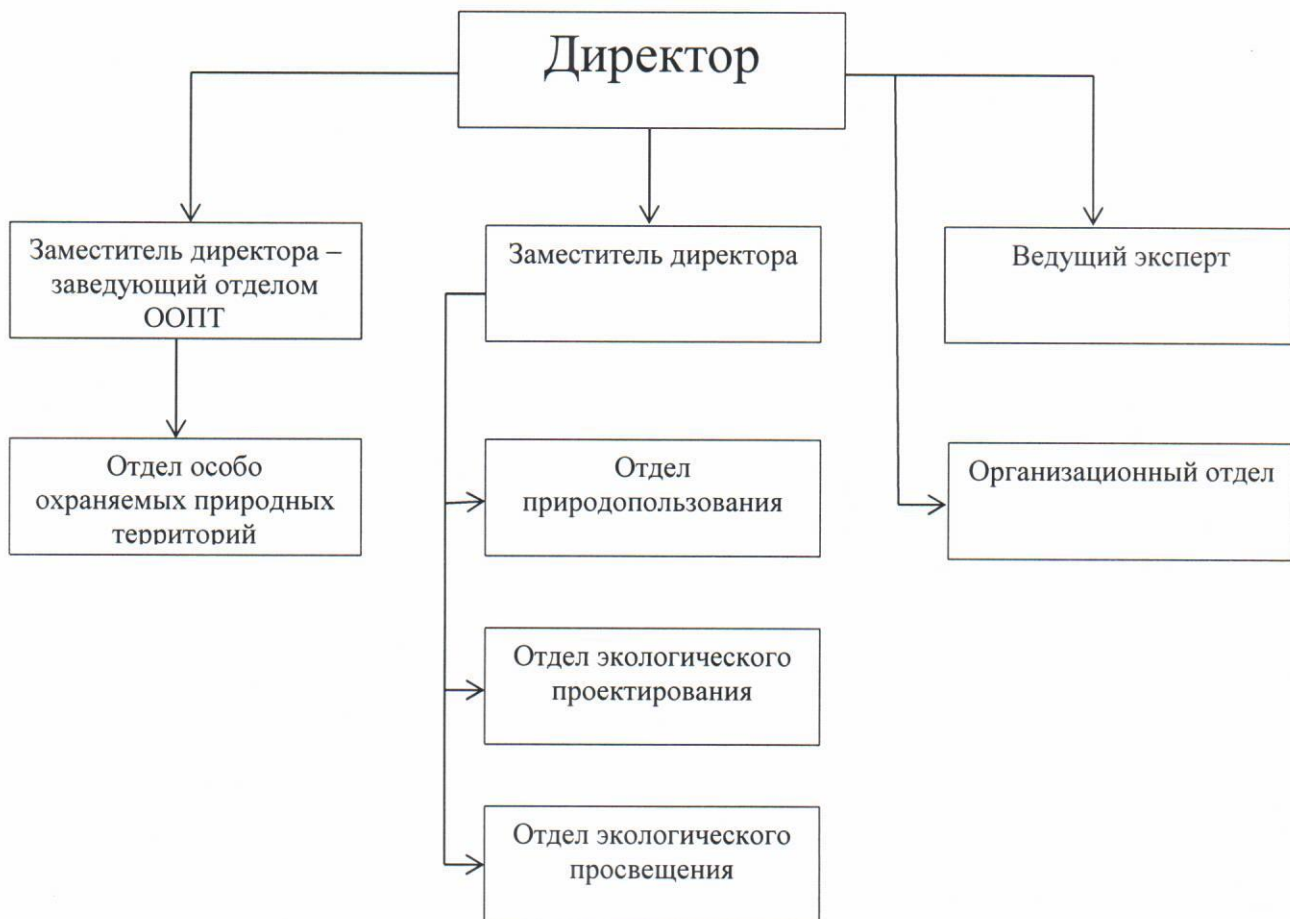 Директор
Заместитель директора –
заведующий отделом
ООПТ
Заместитель директора
Ведущий эксперт
Отдел особо
охраняемых природных
территорий
Отдел
природопользования
Организационный отдел
Отдел экологического
проектирования
Отдел экологического
просвещения